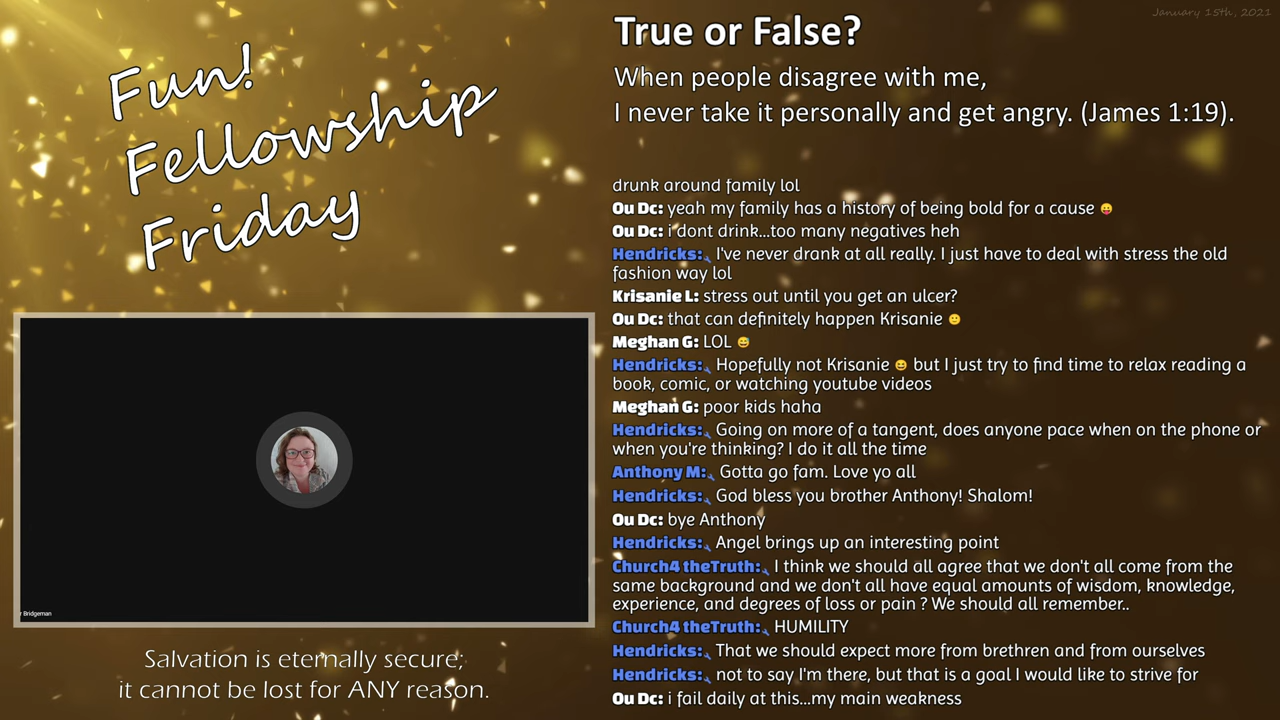 January 15th, 2021
Fun!
Fellowship
Friday
True or False?
When people disagree with me,
I never take it personally and get angry. (James 1:19).
drunk around family lol
Ou Dc: yeah my family has a history of being bold for a cause 😛
Ou Dc: i dont drink...too many negatives heh
Hendricks: I've never drank at all really. I just have to deal with stress the old
fashion way lol
Krisanie L: stress out until you get an ulcer?
Ou Dc: that can definitely happen Krisanie 🙂
Meghan G: LOL 😅
Hendricks: Hopefully not Krisanie 😆 but I just try to find time to relax reading a
book, comic, or watching youtube videos
Meghan G: poor kids haha
Hendricks: Going on more of a tangent, does anyone pace when on the phone or
when you're thinking? I do it all the time
Anthony M: Gotta go fam. Love yo all
Hendricks: God bless you brother Anthony! Shalom!
Ou Dc: bye Anthony
Hendricks: Angel brings up an interesting point
Church4 theTruth: I think we should all agree that we don't all come from the
same background and we don't all have equal amounts of wisdom, knowledge,
experience, and degrees of loss or pain ? We should all remember..
Church4 theTruth: HUMILITY
Hendricks: That we should expect more from brethren and from ourselves
Hendricks: not to say I'm there, but that is a goal I would like to strive for
Ou Dc: i fail daily at this...my main weakness
r Bridgeman
Salvation is eternally secure;
it cannot be lost for ANY reason.